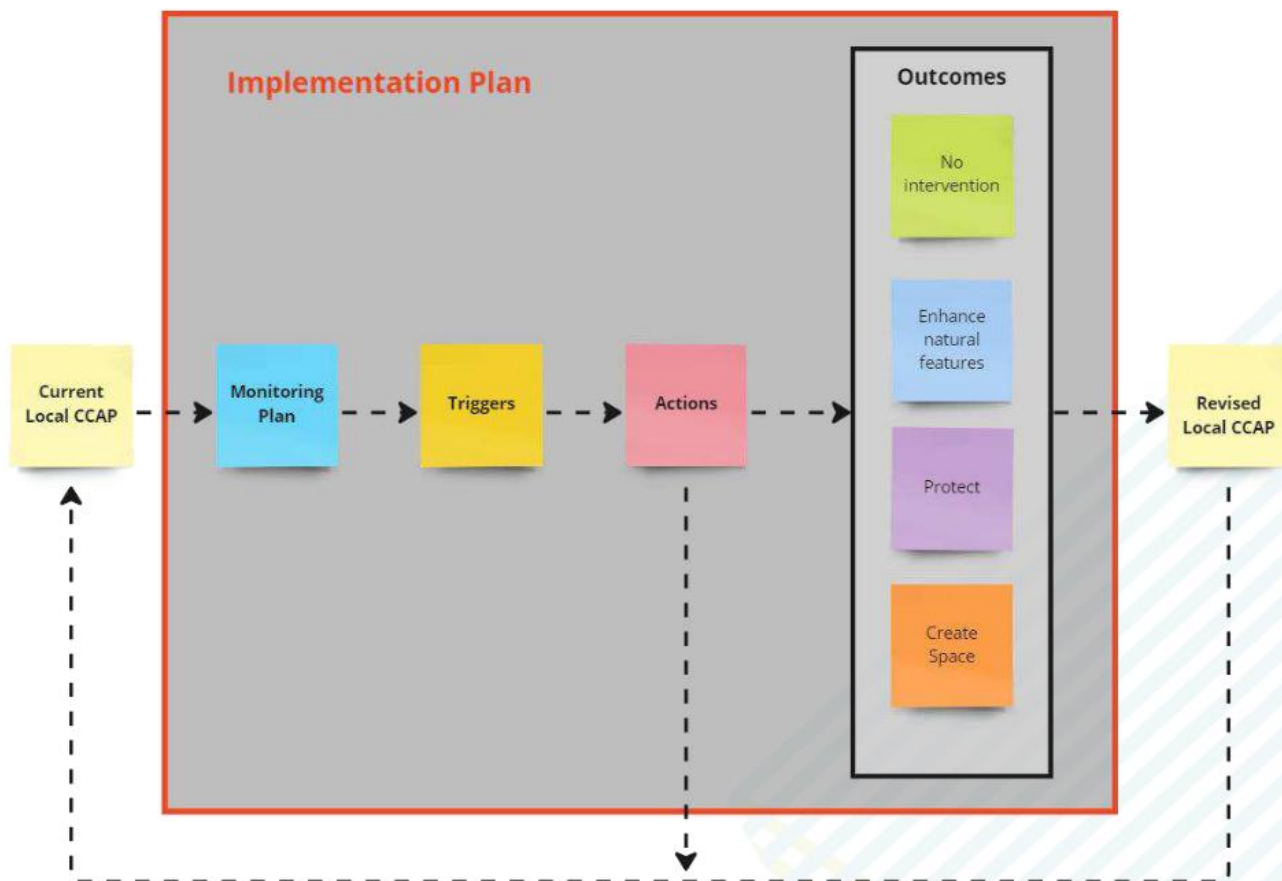 Implementation Plan
Outcomes
No
intervention
Enhance
natural
features
Current
Local CCAP
Monitoring
Plan
Triggers
Actions
Revised
Local CCAP
Protect
Create
Space